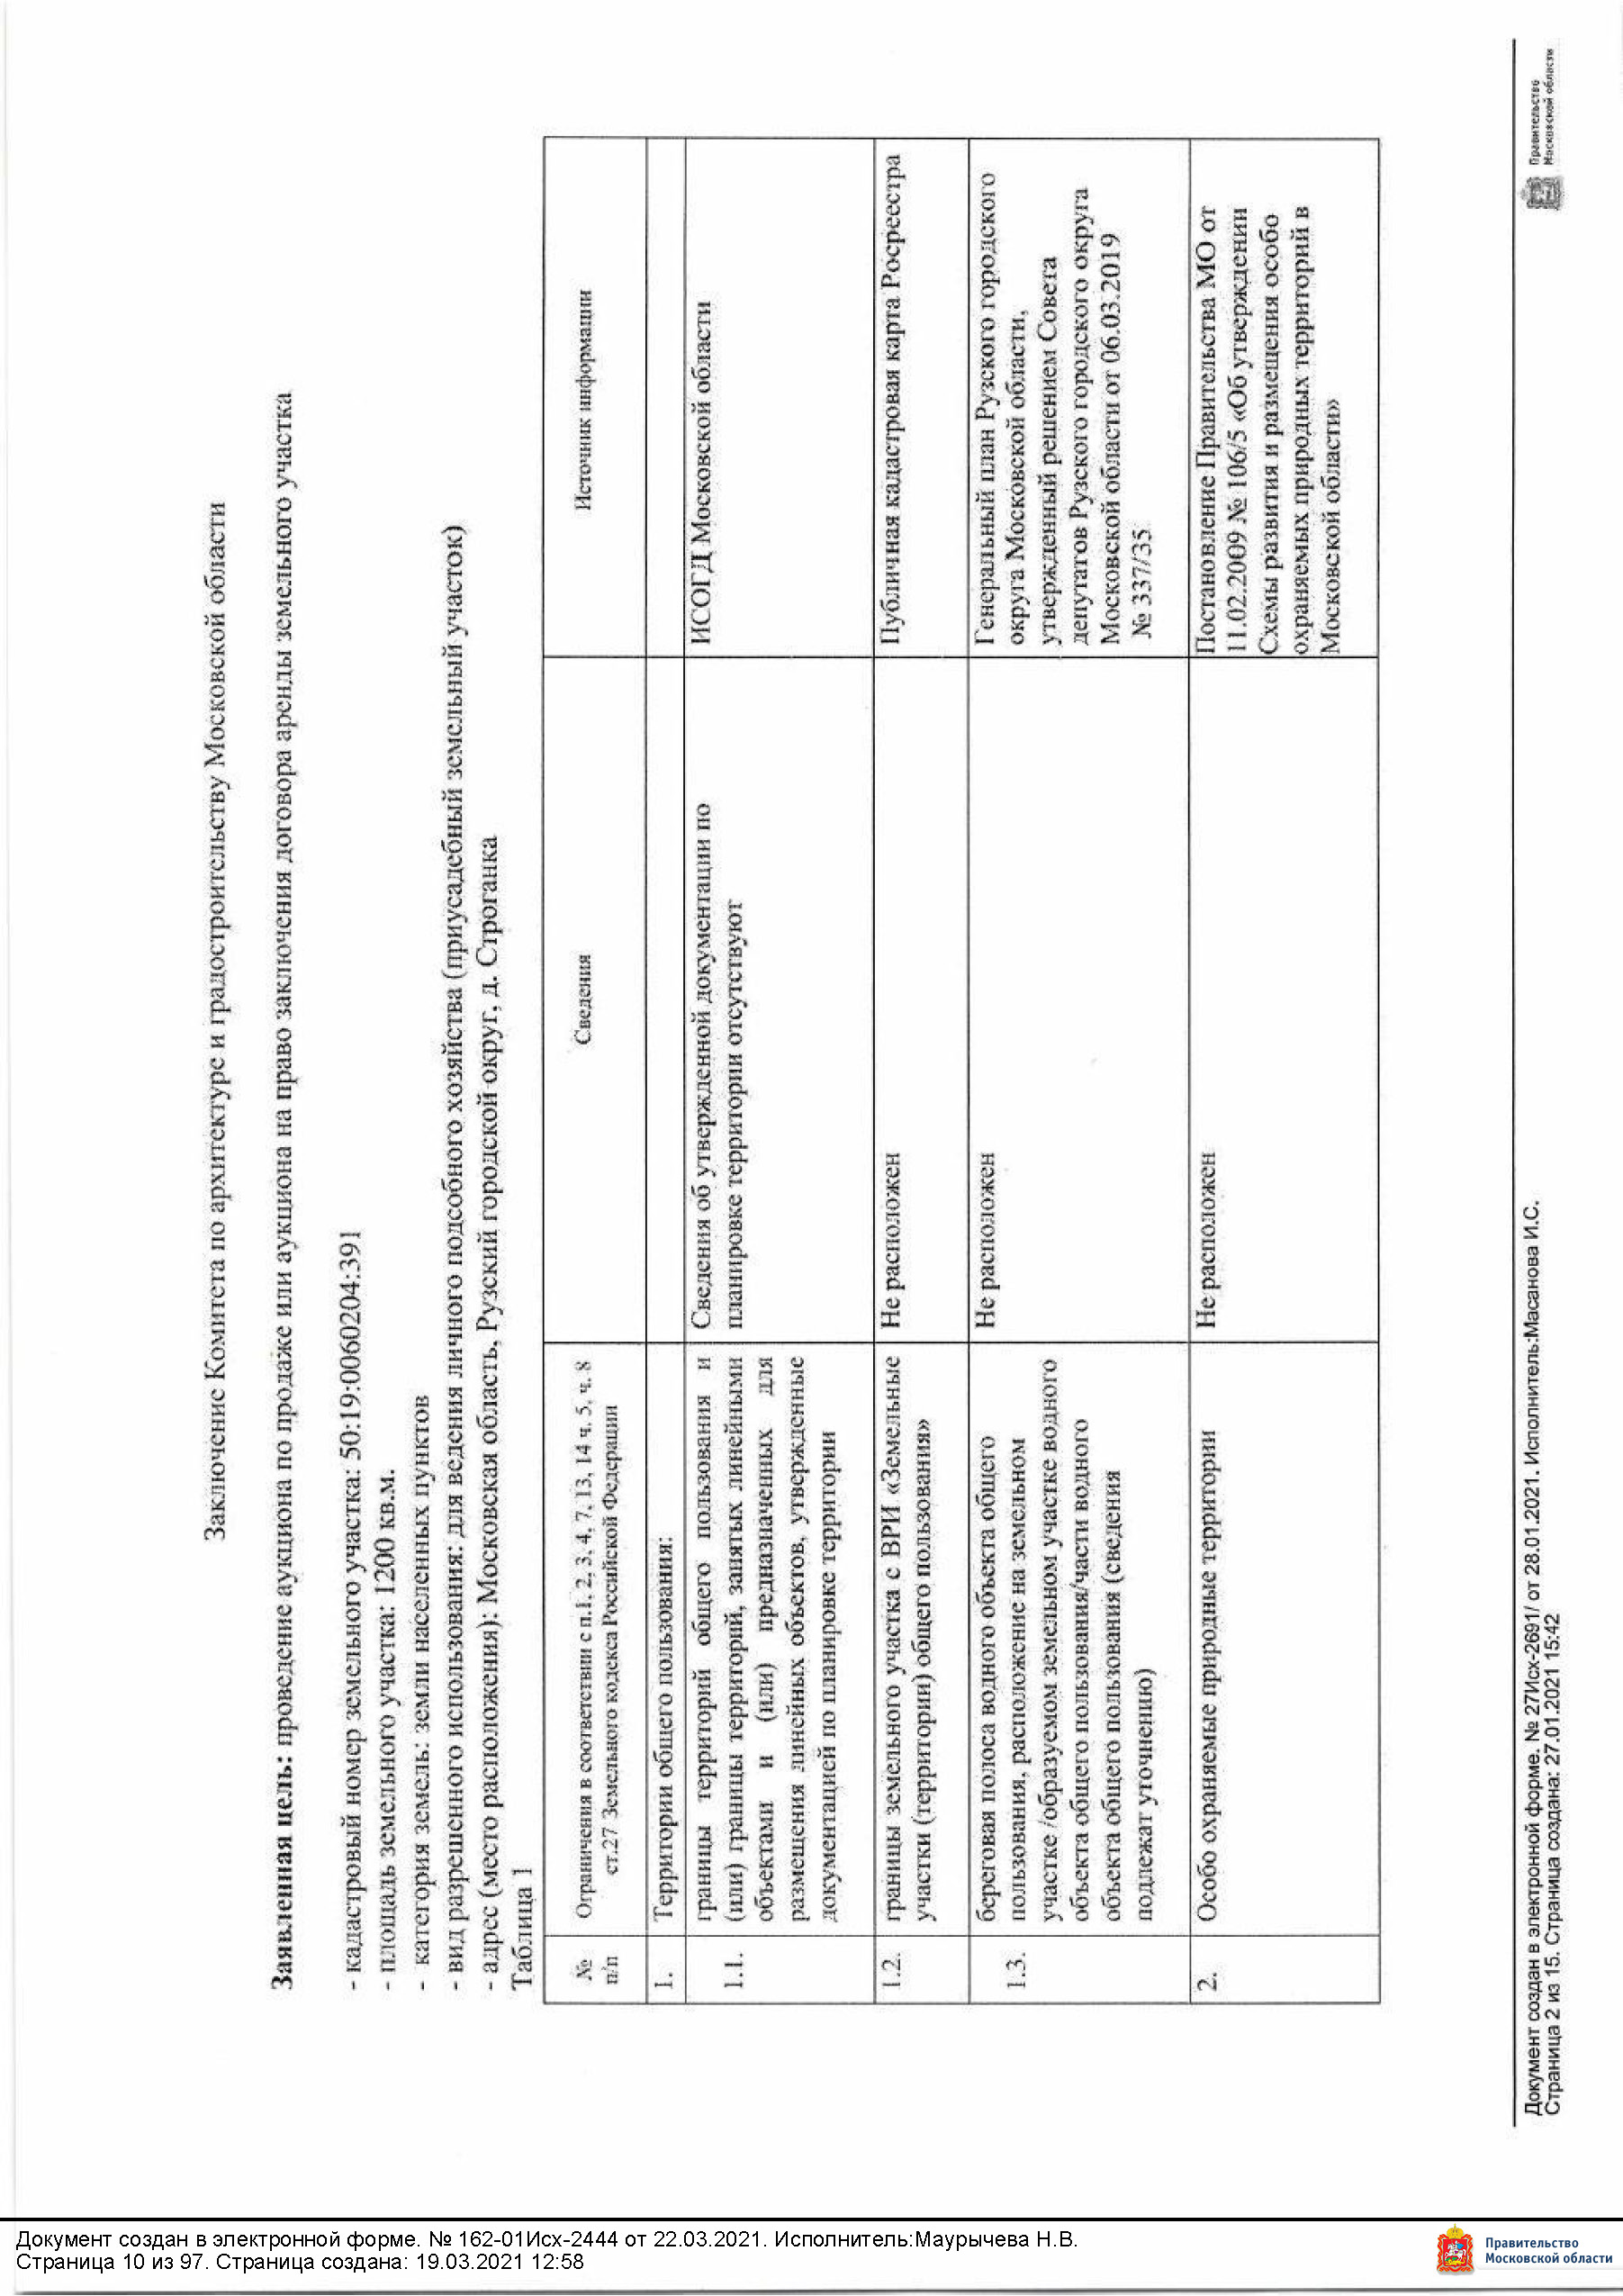 Заключение Комитета по архитектуре и градостроительству Московской области
Заявленная цель: проведение аукциона по продаже или аукциона на право заключения договора аренды земельного участка
- кадастровый номер земельного участка: 50:19:0060204:391
- площадь земельного участка: 1200 кв.м.
- категория земель: земли населенных пунктов
- вид разрешенного использования: для ведения личного подсобного хозяйства (приусадебный земельный участок)
- адрес (место расположения): Московская область, Рузский городской округ, д. Строганка
Таблица 1
№
п/п
Ограничения в соответствии с п.1, 2, 3, 4, 7, 13, 14 ч. 5, ч. 8
ст.27 Земельного кодекса Российской Федерации
Сведения
Источник информации
1.
Территории общего пользования:
1.1.
границы территорий общего пользования и
(или) границы территорий, занятых линейными
объектами и (или) предназначенных для
размещения линейных объектов, утвержденные
документацией по планировке территории
Сведения об утвержденной документации по
планировке территории отсутствуют
ИСОГД Московской области
1.2.
границы земельного участка с ВРИ «Земельные
участки (территории) общего пользования»
Не расположен
Публичная кадастровая карта Росреестра
1.3.
береговая полоса водного объекта общего
пользования, расположение на земельном
участке /образуемом земельном участке водного
объекта общего пользования/части водного
объекта общего пользования (сведения
подлежат уточнению)
Не расположен
Генеральный план Рузского городского
округа Московской области,
утвержденный решением Совета
депутатов Рузского городского округа
Московской области от 06.03.2019
№ 337/35
2.
Особо охраняемые природные территории
Не расположен
Постановление Правительства МО от
11.02.2009 № 106/5 «Об утверждении
Схемы развития и размещения особо
охраняемых природных территорий в
Московской области»
Документ создан в электронной форме. № 27Исх-2691/ от 28.01.2021. Исполнитель:Масанова И.С.
Страница 2 из 15. Страница создана: 27.01.2021 15:42
Правительство
Московской области
Документ создан в электронной форме. № 162-01Исх-2444 от 22.03.2021. Исполнитель:Маурычева Н.В.
Страница 10 из 97. Страница создана: 19.03.2021 12:58
Правительство
Московской области